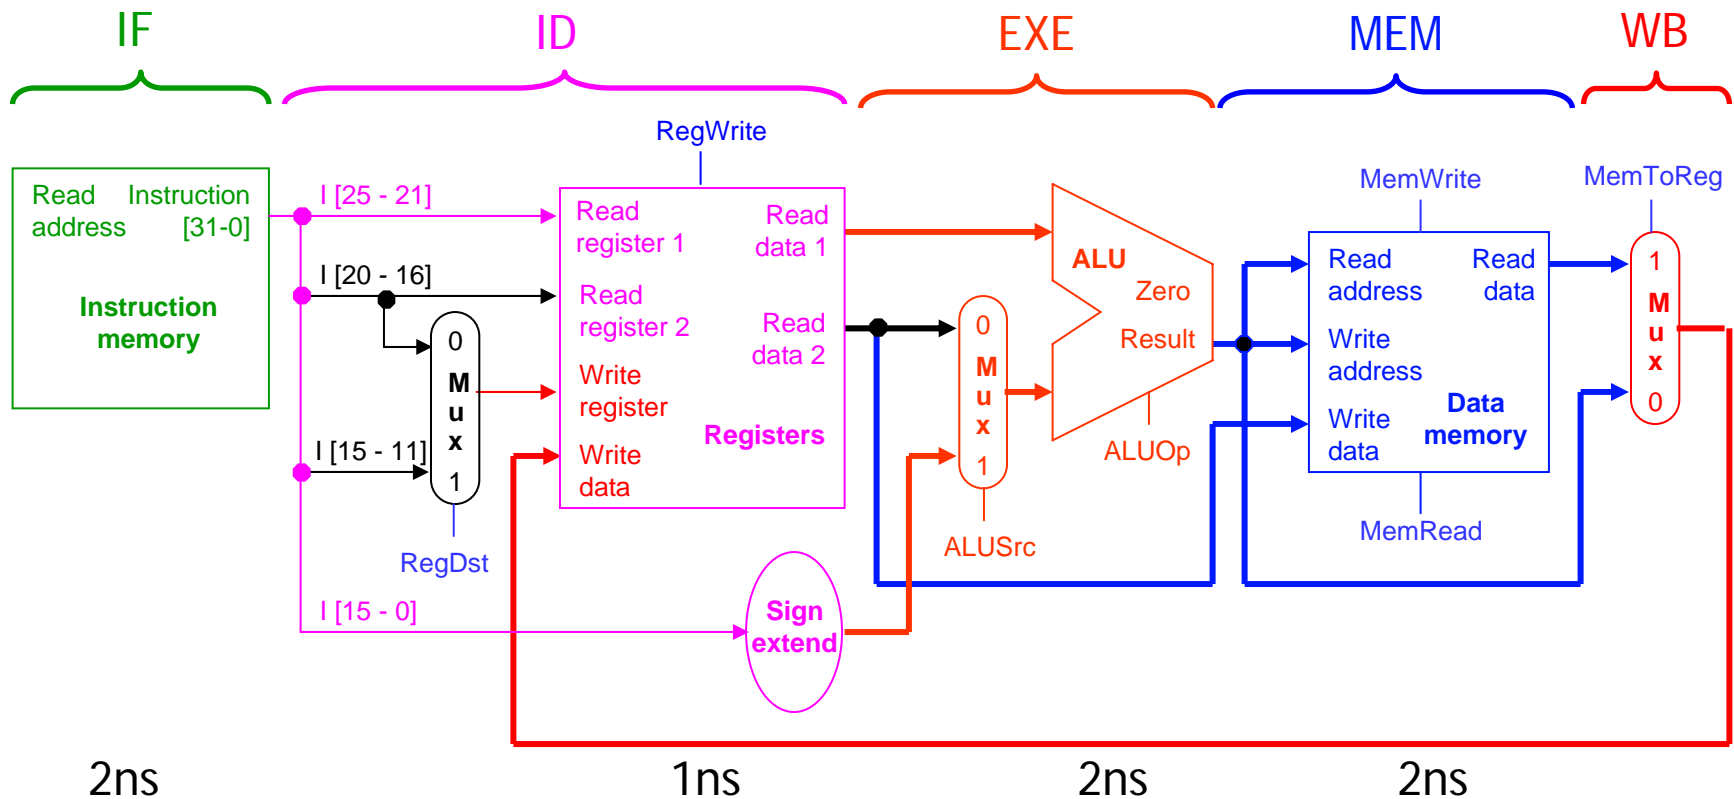 IF
ID
EXE
MEM
WB
RegWrite
Read Instruction
address [31-0]
Instruction
memory
I [25 - 21]
I [20 - 16]
I [15 - 11]
I [15 - 0]
0
M
u
x
1
RegDst
Read
register 1
Read
data 1
Read
register 2
Read
data 2
Write
register
Registers
Write
data
Sign
extend
0
M
u
x
1
ALUSrc
ALU
Zero
Result
ALUOp
MemWrite
Read
address
Read
data
Write
address
Write
data
Data
memory
MemRead
MemToReg
1
M
u
x
0
2ns
1ns
2ns
2ns